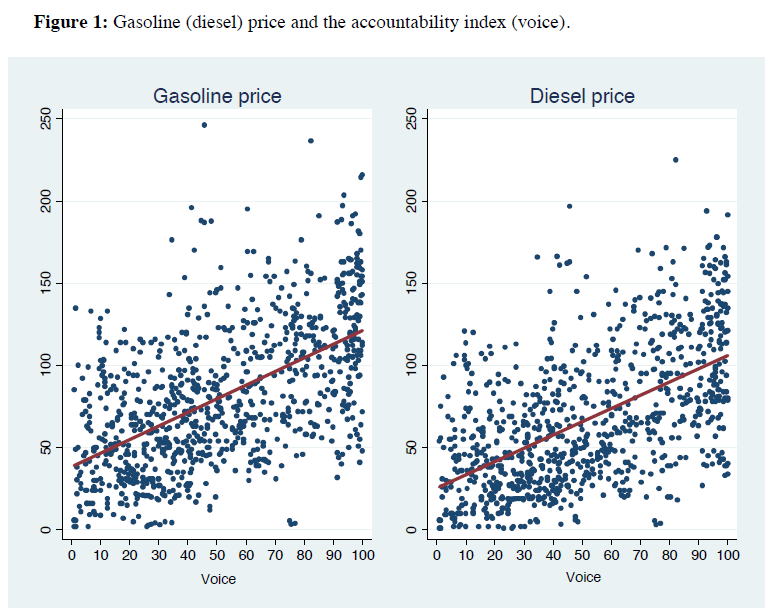 Figure 1: Gasoline (diesel) price and the accountability index (voice).
Gasoline price
250
200
150
100
50
0
0 10 20 30 40 50 60 70 80 90 100
Voice
Diesel price
250
200
150
100
50
0
0 10 20 30 40 50 60 70 80 90 100
Voice